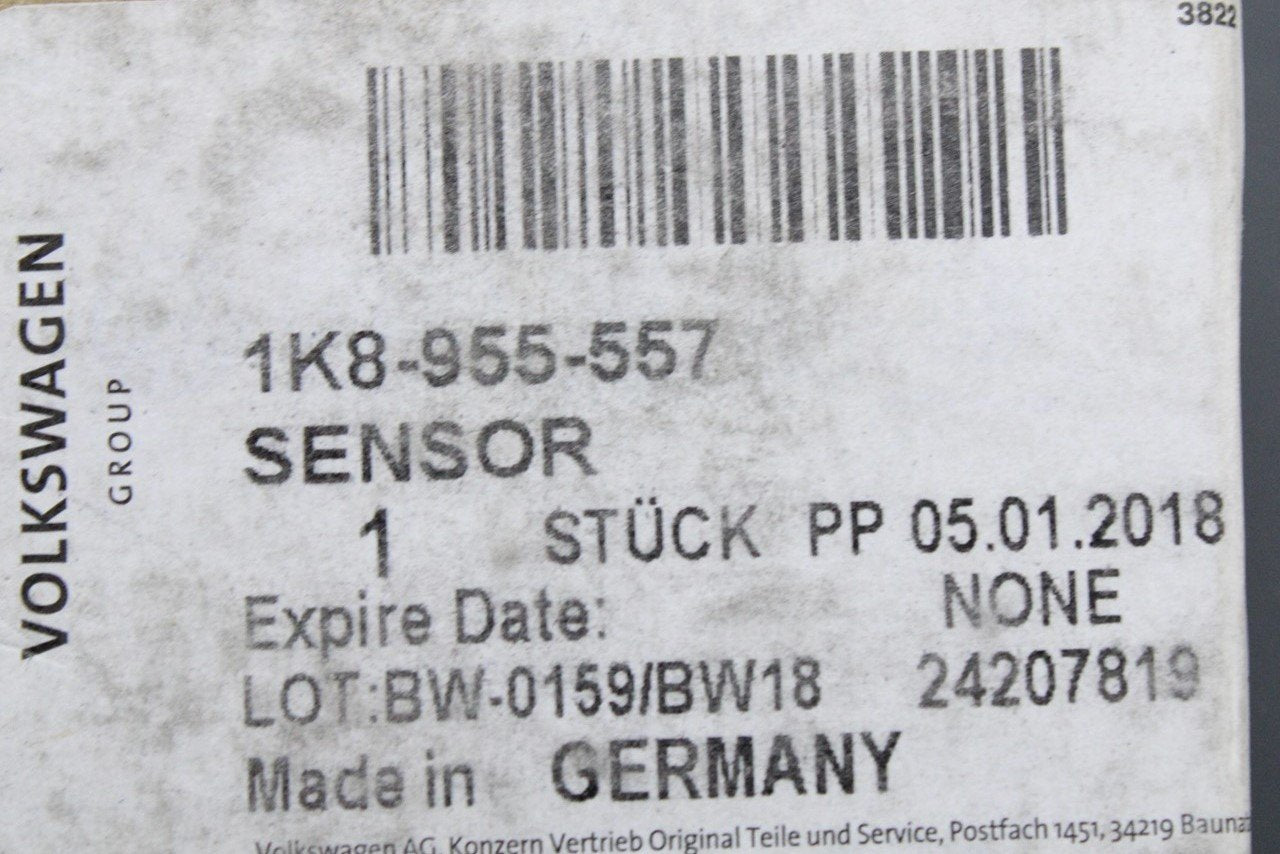 3822
VOLKSWAGEN
GROUP
1K8-955-557
SENSOR
1 STÜCK PP 05.01.2018
Expire Date: NONE
LOT:BW-0159/BW18 24207819
Made in GERMANY
Volkswagen AG, Konzern Vertrieb Original Teile und Service, Postfach 1451, 34219